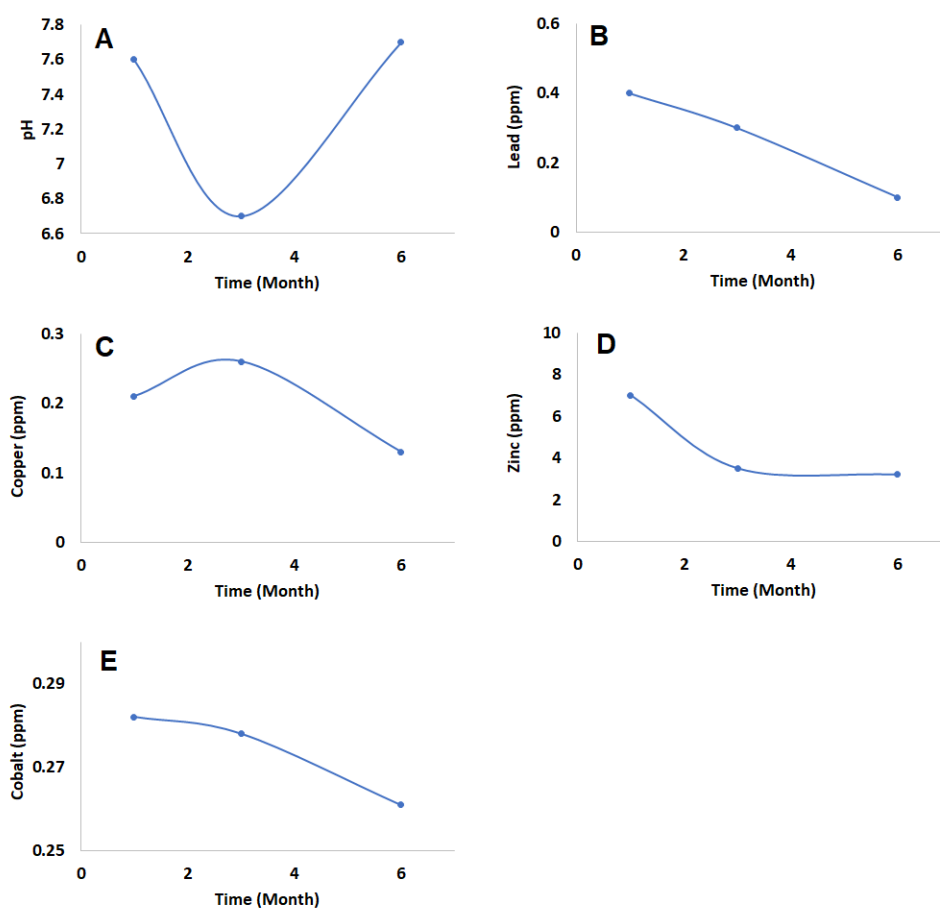 A
7.8
7.6
7.4
7.2
7
6.8
6.6
pH
0 2 4 6
Time (Month)
B
0.6
0.4
0.2
0
Lead (ppm)
0 2 4 6
Time (Month)
C
0.3
0.2
0.1
0
Copper (ppm)
0 2 4 6
Time (Month)
D
10
8
6
4
2
0
Zinc (ppm)
0 2 4 6
Time (Month)
E
0.29
0.27
0.25
Cobalt (ppm)
0 2 4 6
Time (Month)